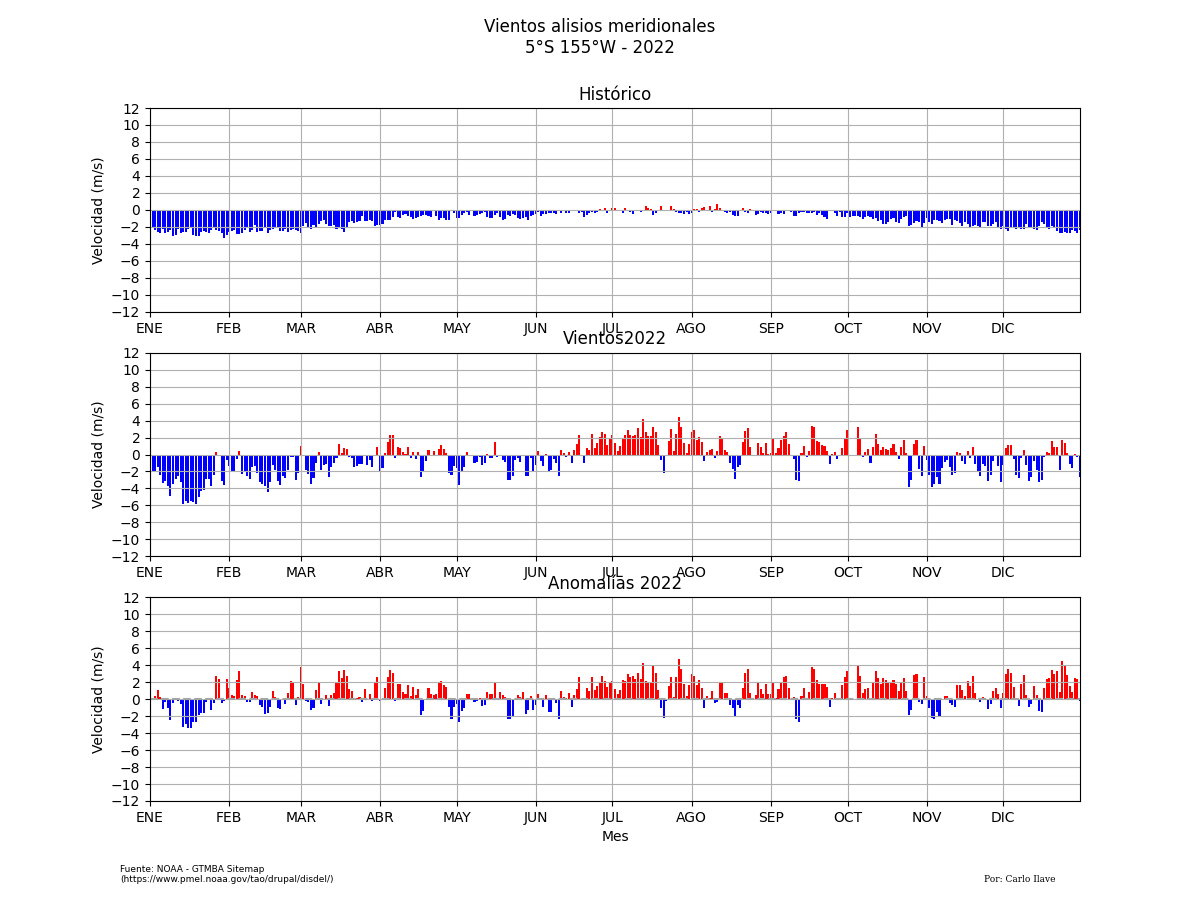 Vientos alisios meridionales
5°S 155°W - 2022
Histórico
Velocidad (m/s)
12
10
8
6
4
2
0
−2
−4
−6
−8
−10
−12
ENE FEB MAR ABR MAY JUN JUL AGO SEP OCT NOV DIC
Vientos2022
Velocidad (m/s)
12
10
8
6
4
2
0
−2
−4
−6
−8
−10
−12
ENE FEB MAR ABR MAY JUN JUL AGO SEP OCT NOV DIC
Anomalías 2022
Velocidad (m/s)
12
10
8
6
4
2
0
−2
−4
−6
−8
−10
−12
ENE FEB MAR ABR MAY JUN JUL AGO SEP OCT NOV DIC
Mes
Fuente: NOAA - GTMBA Sitemap
(https://www.pmel.noaa.gov/tao/drupal/disdel/)
Por: Carlo Ilave